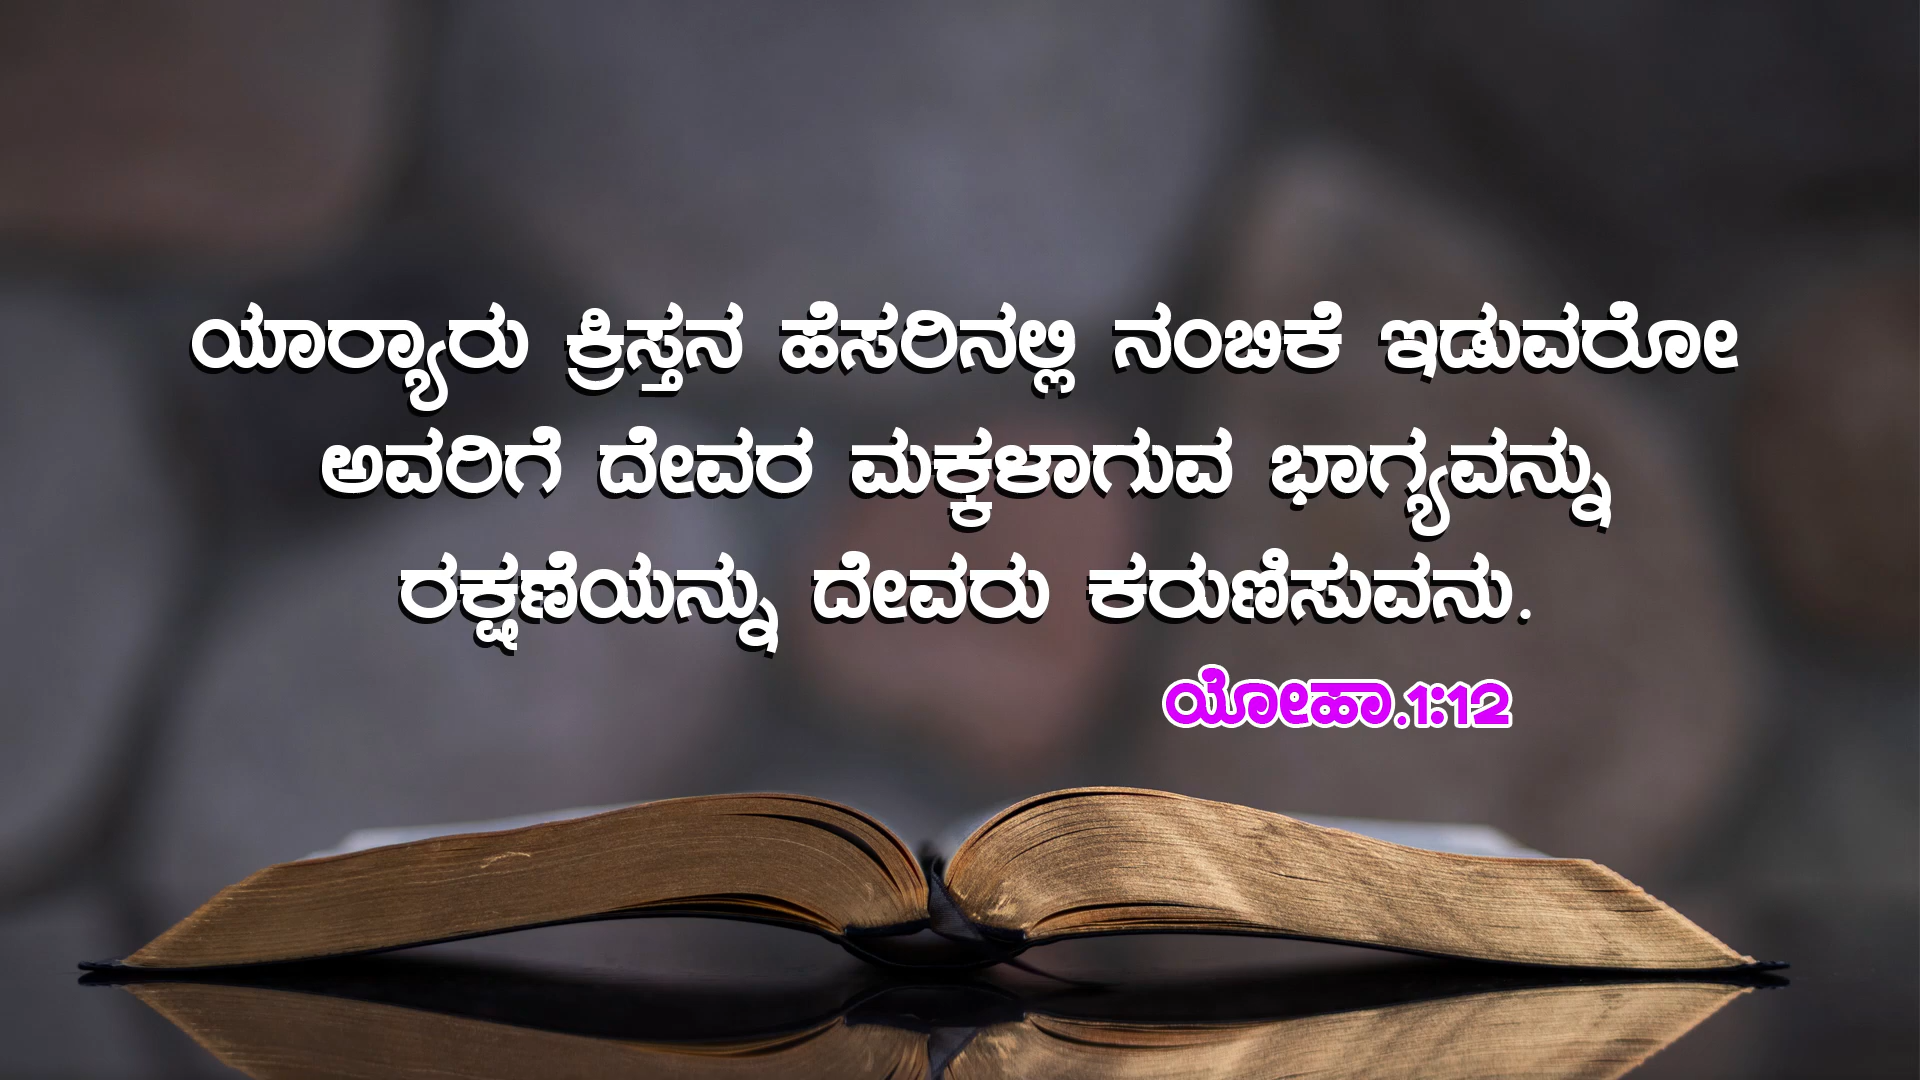 ಯಾರ‍್ಯಾರು ಕ್ರಿಸ್ತನ ಹೆಸರಿನಲ್ಲಿ ನಂಬಿಕೆ ಇಡುವರೋ
ಅವರಿಗೆ ದೇವರ ಮಕ್ಕಳಾಗುವ ಭಾಗ್ಯವನ್ನು
ರಕ್ಷಣೆಯನ್ನು ದೇವರು ಕರುಣಿಸುವನು.
ಯೋಹಾ.1:12